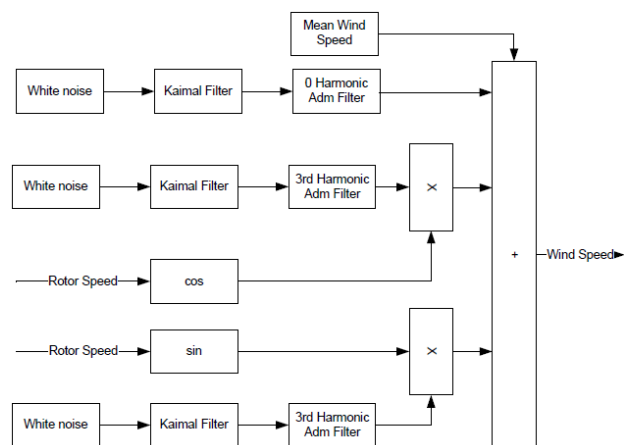 Mean Wind
Speed
White noise
Kaimal Filter
0 Harmonic
Adm Filter
White noise
Kaimal Filter
3rd Harmonic
Adm Filter
X
Rotor Speed
cos
+
Wind Speed
Rotor Speed
sin
X
White noise
Kaimal Filter
3rd Harmonic
Adm Filter